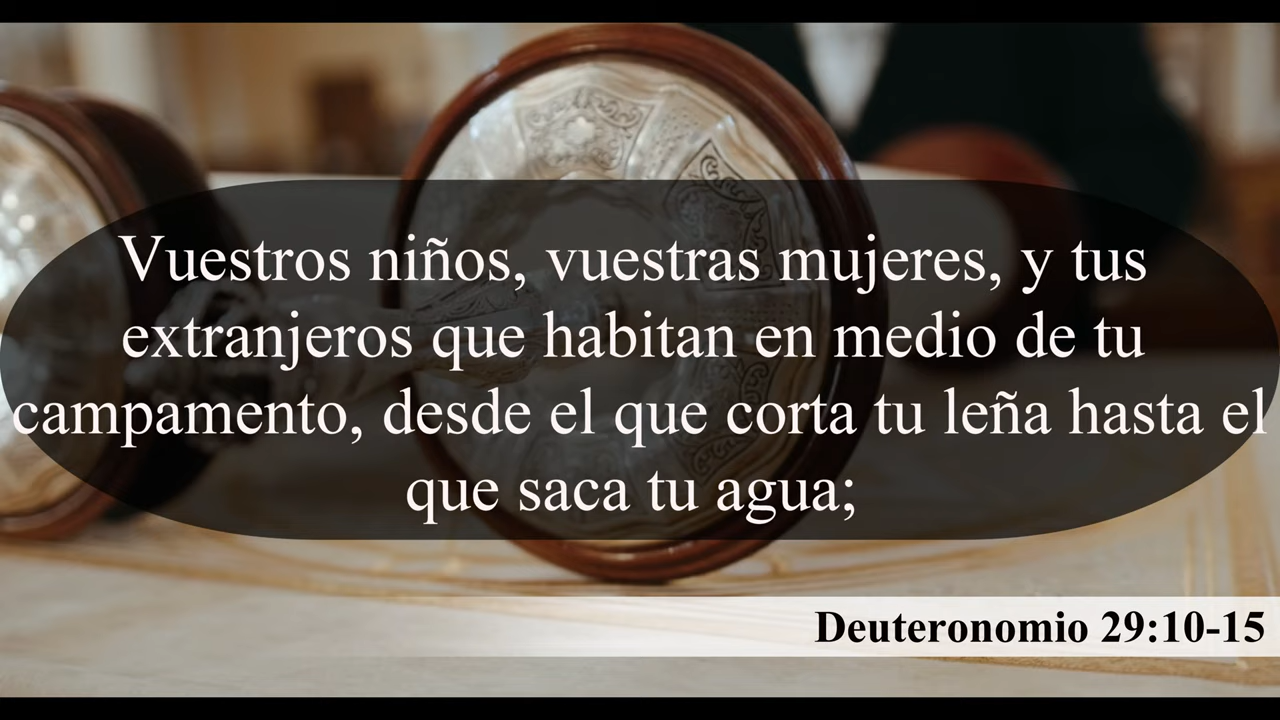 Vuestros niños, vuestras mujeres, y tus
extranjeros que habitan en medio de tu
campamento, desde el que corta tu leña hasta el
que saca tu agua;
Deuteronomio 29:10-15